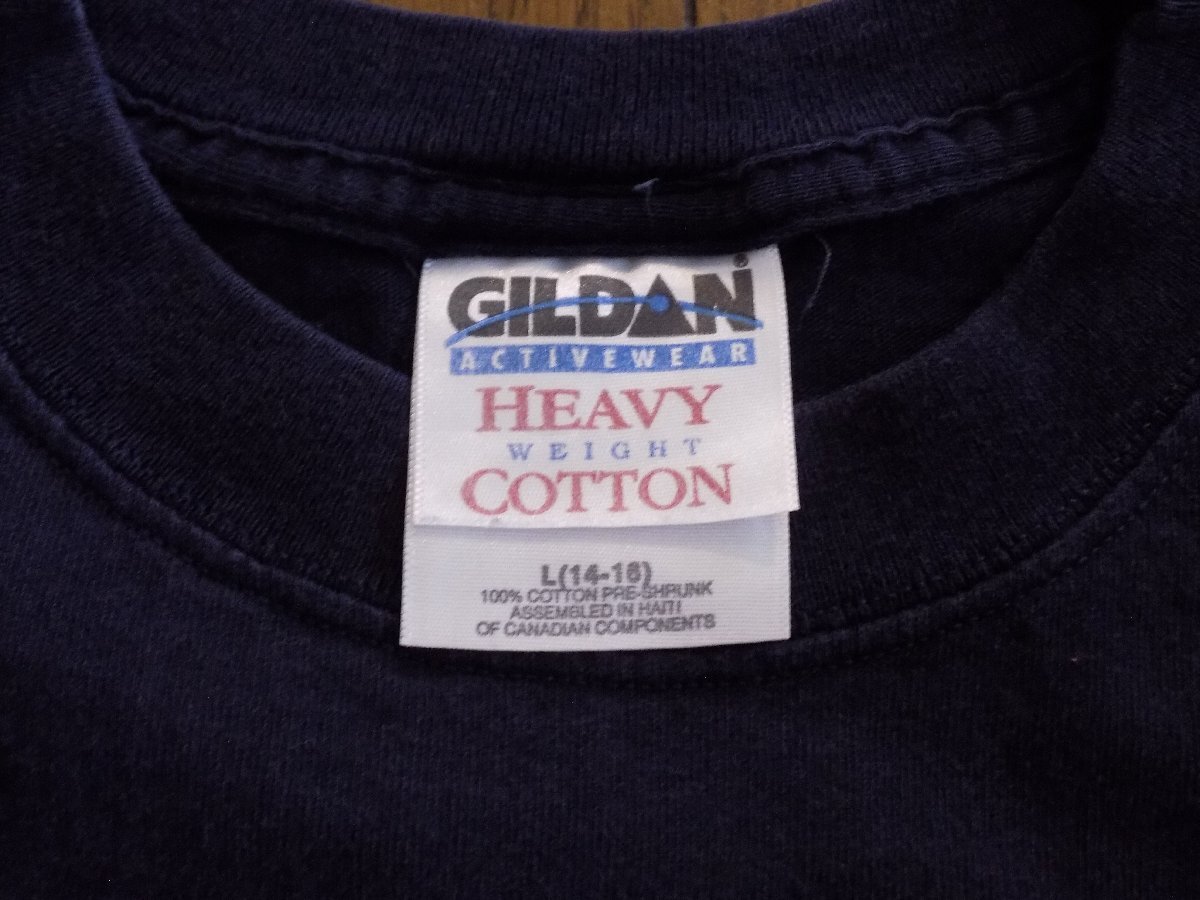 GILDAN®
ACTIVEWEAR
HEAVY
WEIGHT
COTTON
L(14-16)
100% COTTON PRE-SHRUNK
ASSEMBLED IN HAITI
OF CANADIAN COMPONENTS